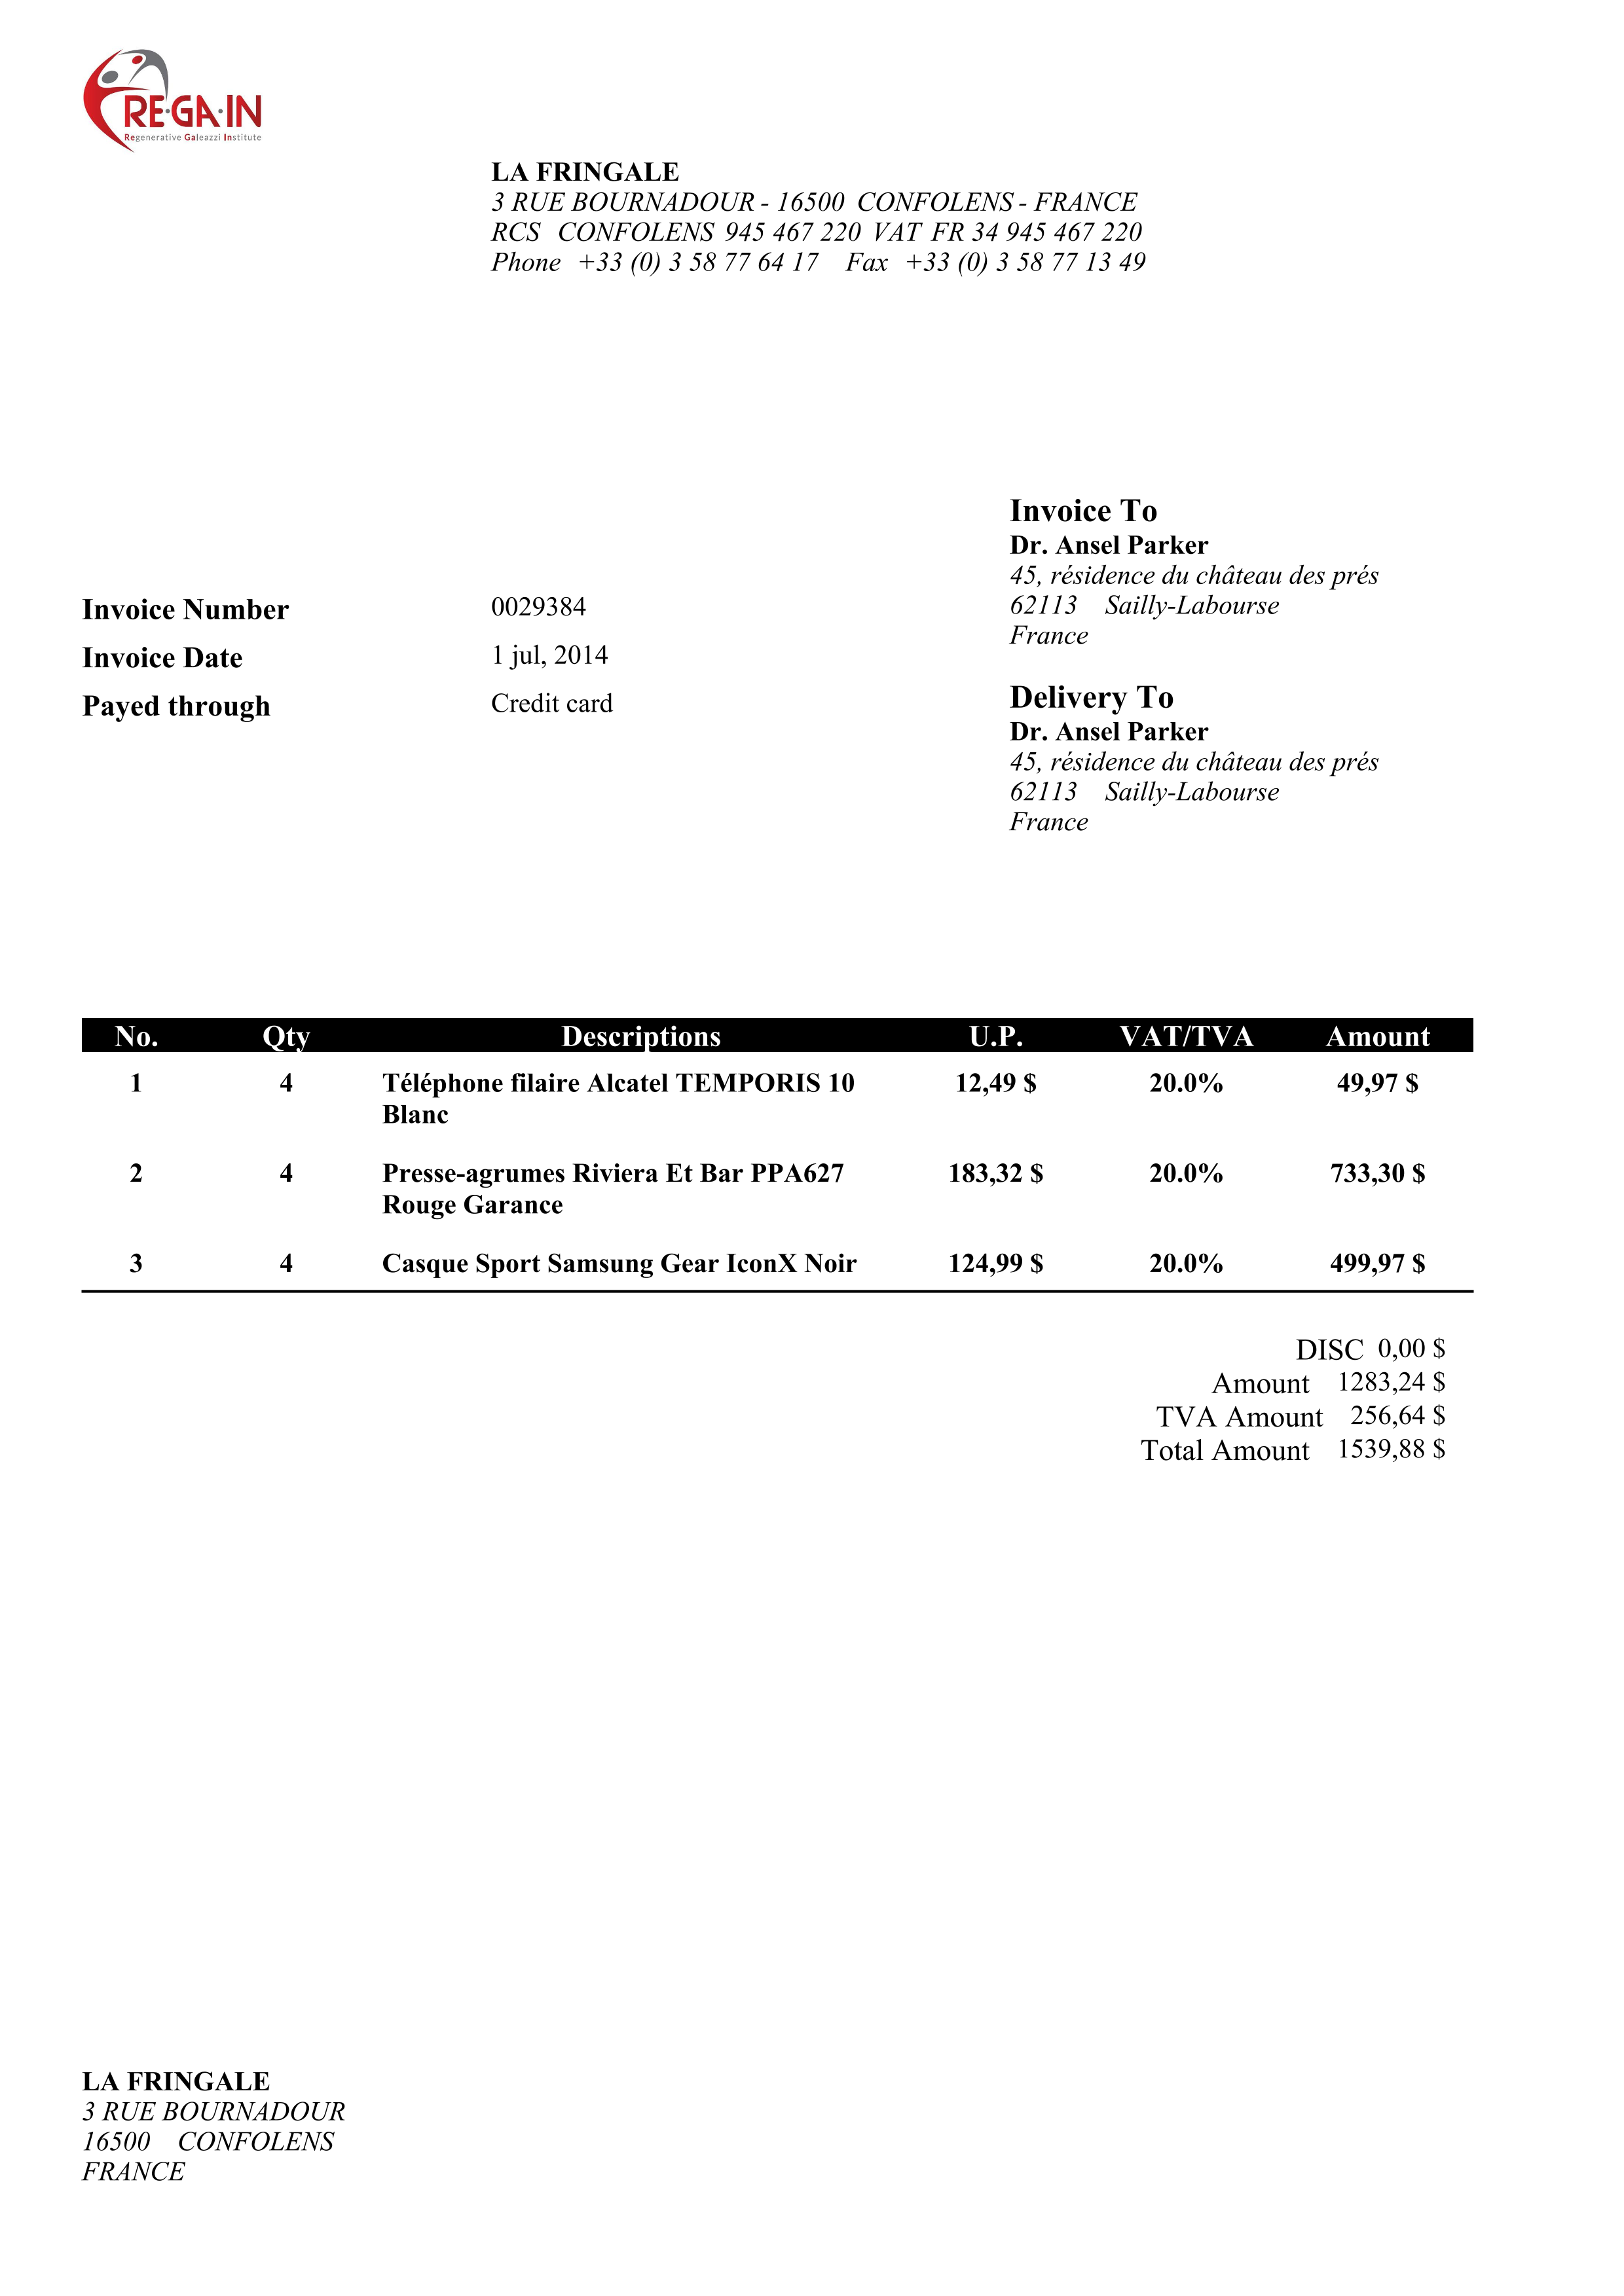 RE·GA·IN
Regenerative Galeazzi Institute
LA FRINGALE
3 RUE BOURNADOUR - 16500 CONFOLENS - FRANCE
RCS CONFOLENS 945 467 220 VAT FR 34 945 467 220
Phone +33 (0) 3 58 77 64 17 Fax +33 (0) 3 58 77 13 49
Invoice To
Dr. Ansel Parker
45, résidence du château des prés
62113 Sailly-Labourse
France
Invoice Number 0029384
Invoice Date 1 jul, 2014
Payed through Credit card
Delivery To
Dr. Ansel Parker
45, résidence du château des prés
62113 Sailly-Labourse
France
No. Qty Descriptions U.P. VAT/TVA Amount
1 4 Téléphone filaire Alcatel TEMPORIS 10 12,49 $ 20.0% 49,97 $
Blanc
2 4 Presse-agrumes Riviera Et Bar PPA627 183,32 $ 20.0% 733,30 $
Rouge Garance
3 4 Casque Sport Samsung Gear IconX Noir 124,99 $ 20.0% 499,97 $
DISC 0,00 $
Amount 1283,24 $
TVA Amount 256,64 $
Total Amount 1539,88 $
LA FRINGALE
3 RUE BOURNADOUR
16500 CONFOLENS
FRANCE